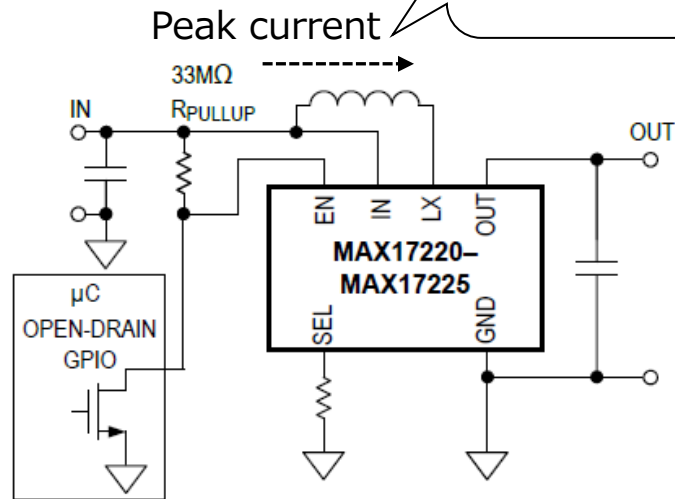 Peak current
33MΩ
RPULLUP
IN
OUT
EN
IN
LX
OUT
MAX17220–
MAX17225
SEL
GND
µC
OPEN-DRAIN
GPIO